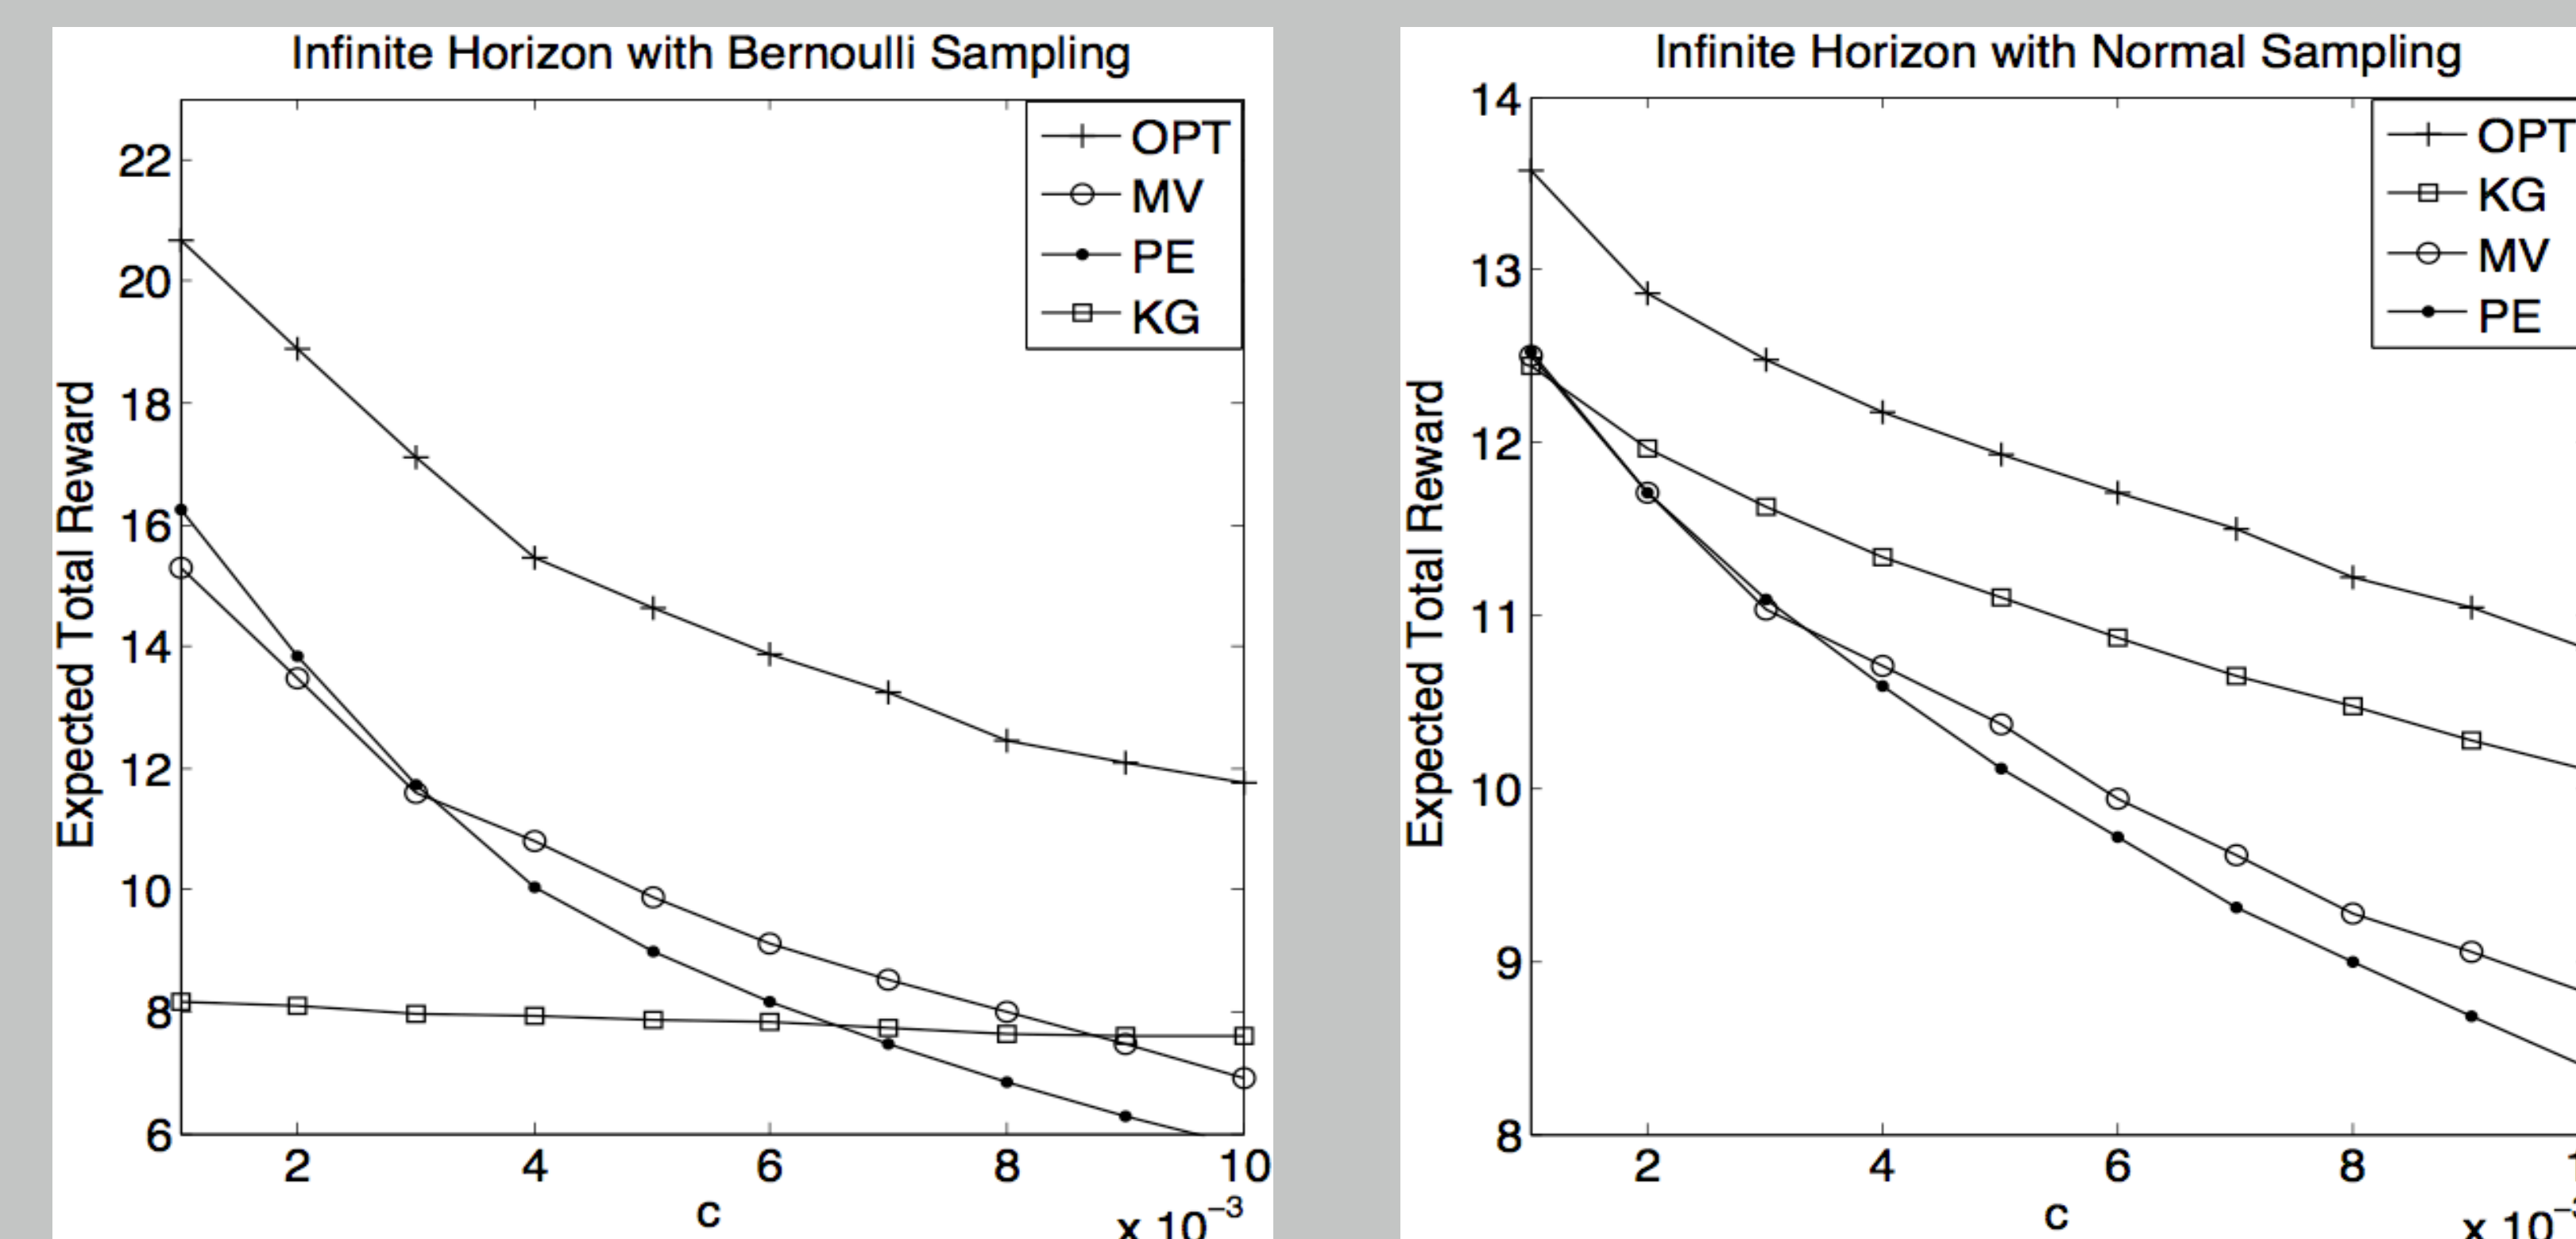 Infinite Horizon with Bernoulli Sampling
OPT
MV
PE
KG
22
20
18
16
14
12
10
8
6
Expected Total Reward
2 4 6 8 10
c
x 10⁻³
Infinite Horizon with Normal Sampling
OPT
KG
MV
PE
14
13
12
11
10
9
8
Expected Total Reward
2 4 6 8
c
x 10⁻